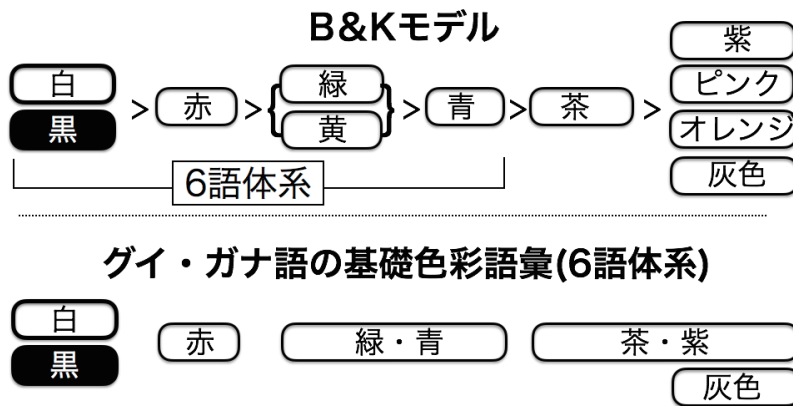 B&Kモデル
白
黒
>
赤
>
緑
黄
>
青
>
茶
>
紫
ピンク
オレンジ
灰色
6語体系
グイ・ガナ語の基礎色彩語彙(6語体系)
白
黒
赤
緑・青
茶・紫
灰色